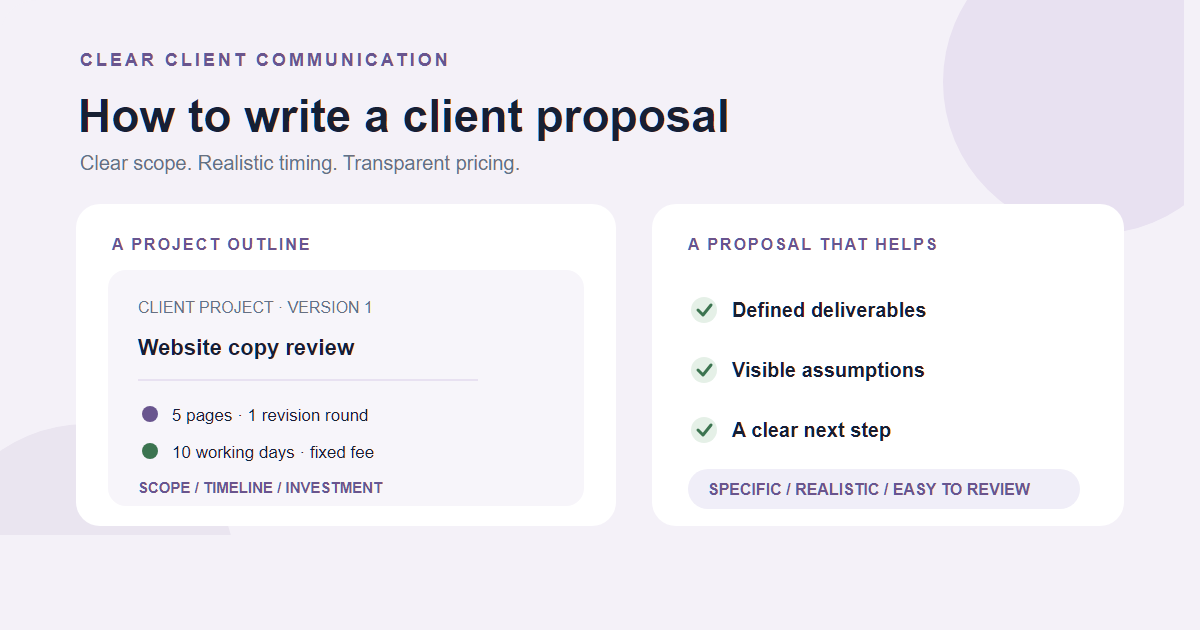 CLEAR CLIENT COMMUNICATION
How to write a client proposal
Clear scope. Realistic timing. Transparent pricing.
A PROJECT OUTLINE
CLIENT PROJECT · VERSION 1
Website copy review
5 pages · 1 revision round
10 working days · fixed fee
SCOPE / TIMELINE / INVESTMENT
A PROPOSAL THAT HELPS
Defined deliverables
Visible assumptions
A clear next step
SPECIFIC / REALISTIC / EASY TO REVIEW